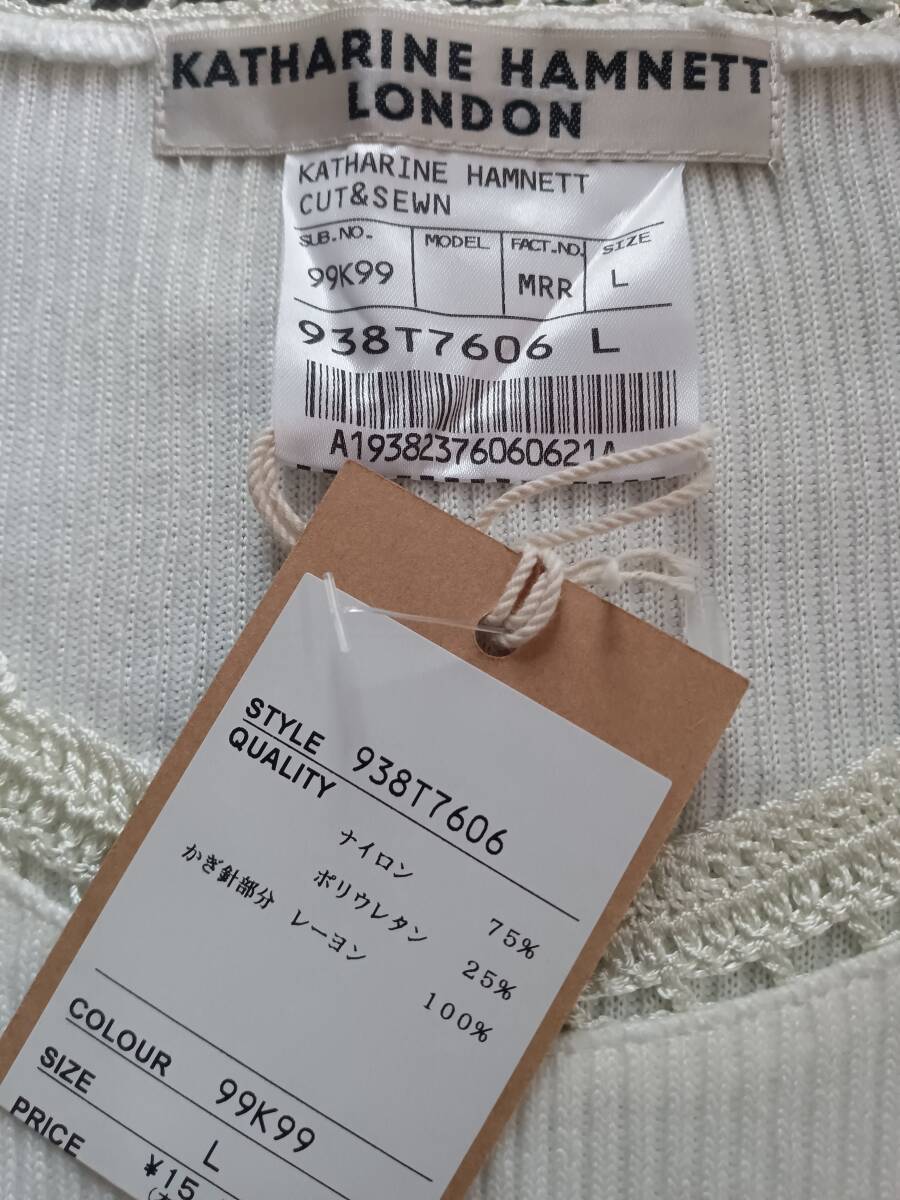 KATHARINE HAMNETT
LONDON
KATHARINE HAMNETT
CUT&SEWN
SUB.NO. MODEL FACT.NO. SIZE
99K99 MRR L
938T7606 L
A19382376060621A
STYLE 938T7606
QUALITY
ナイロン 75%
ポリウレタン 25%
かぎ針部分 レーヨン 100%
COLOUR 99K99
SIZE L
PRICE ¥15